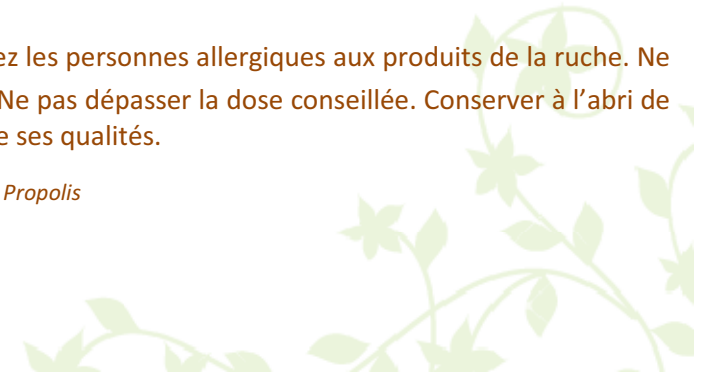 ez les personnes allergiques aux produits de la ruche. Ne
Ne pas dépasser la dose conseillée. Conserver à l’abri de
e ses qualités.
Propolis